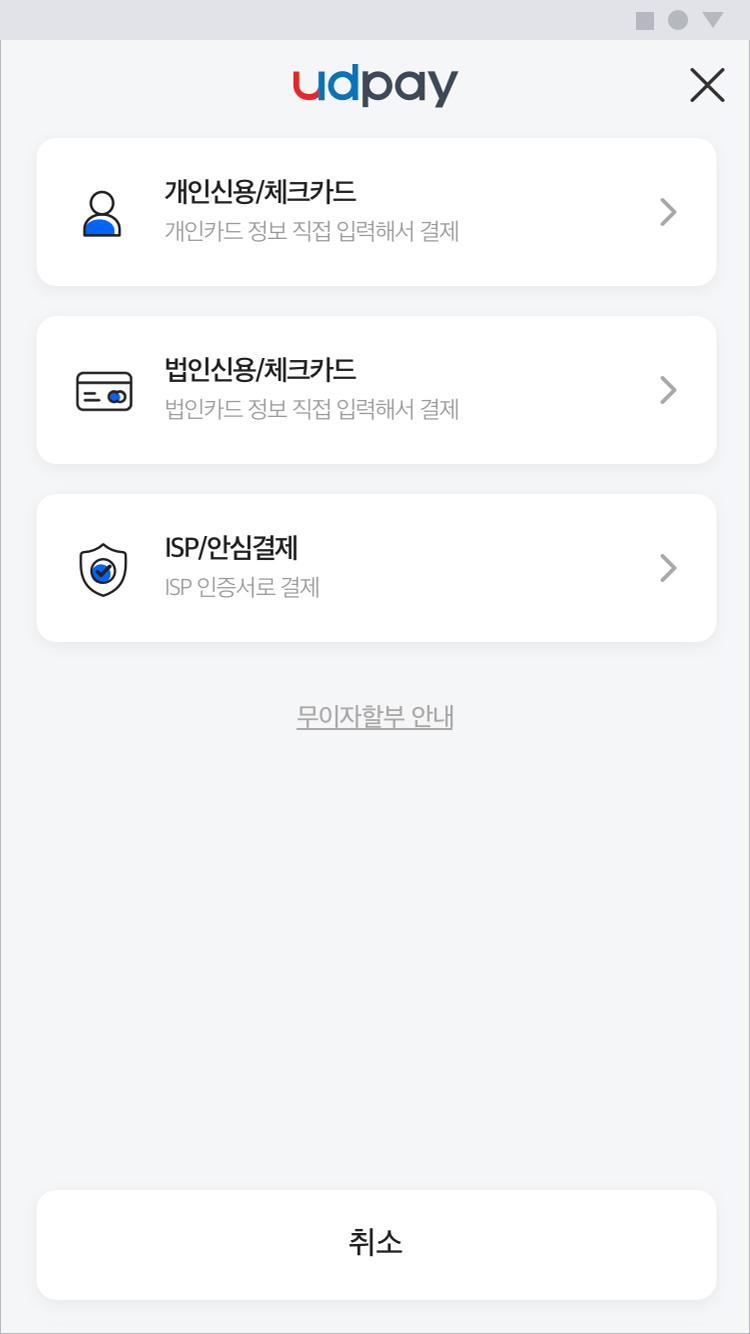 udpay
개인신용/체크카드
개인카드 정보 직접 입력해서 결제
법인신용/체크카드
법인카드 정보 직접 입력해서 결제
ISP/안심결제
ISP 인증서로 결제
무이자할부 안내
취소